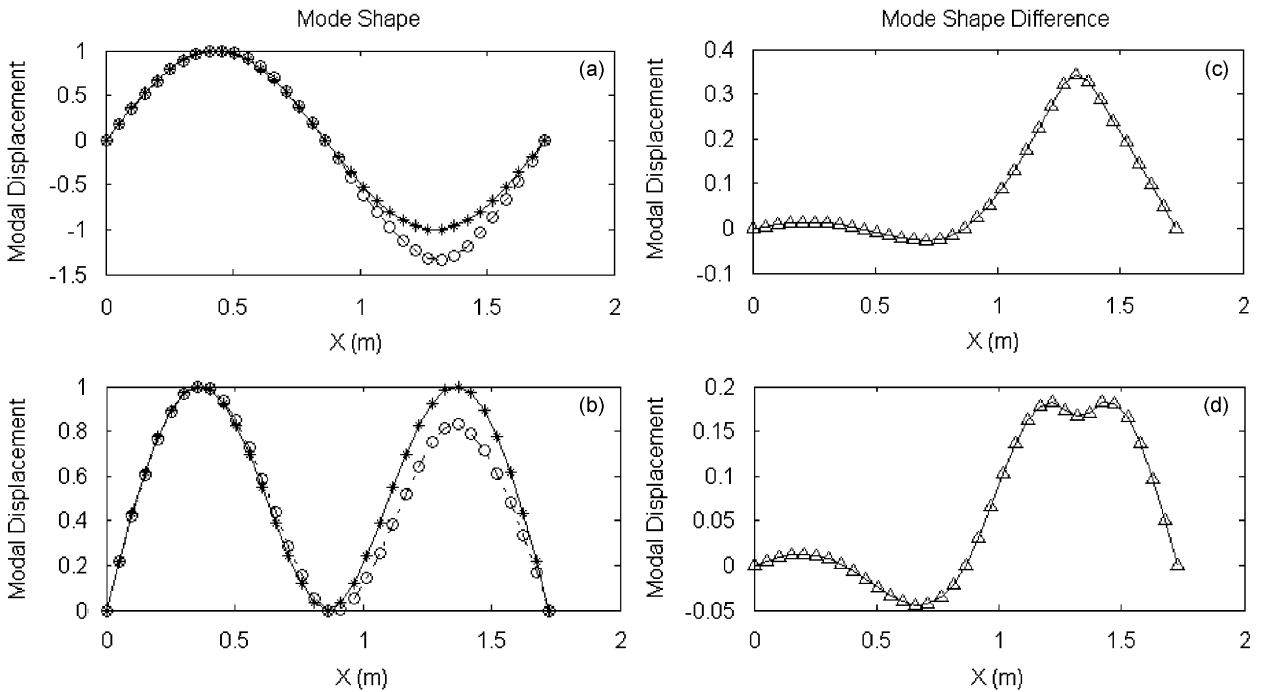 Mode Shape
Modal Displacement
1
0.5
0
-0.5
-1
-1.5
(a)
0 0.5 1 1.5 2
X (m)
Mode Shape Difference
Modal Displacement
0.4
0.3
0.2
0.1
0
-0.1
(c)
0 0.5 1 1.5 2
X (m)
Modal Displacement
1
0.8
0.6
0.4
0.2
0
(b)
0 0.5 1 1.5 2
X (m)
Modal Displacement
0.2
0.15
0.1
0.05
0
-0.05
(d)
0 0.5 1 1.5 2
X (m)